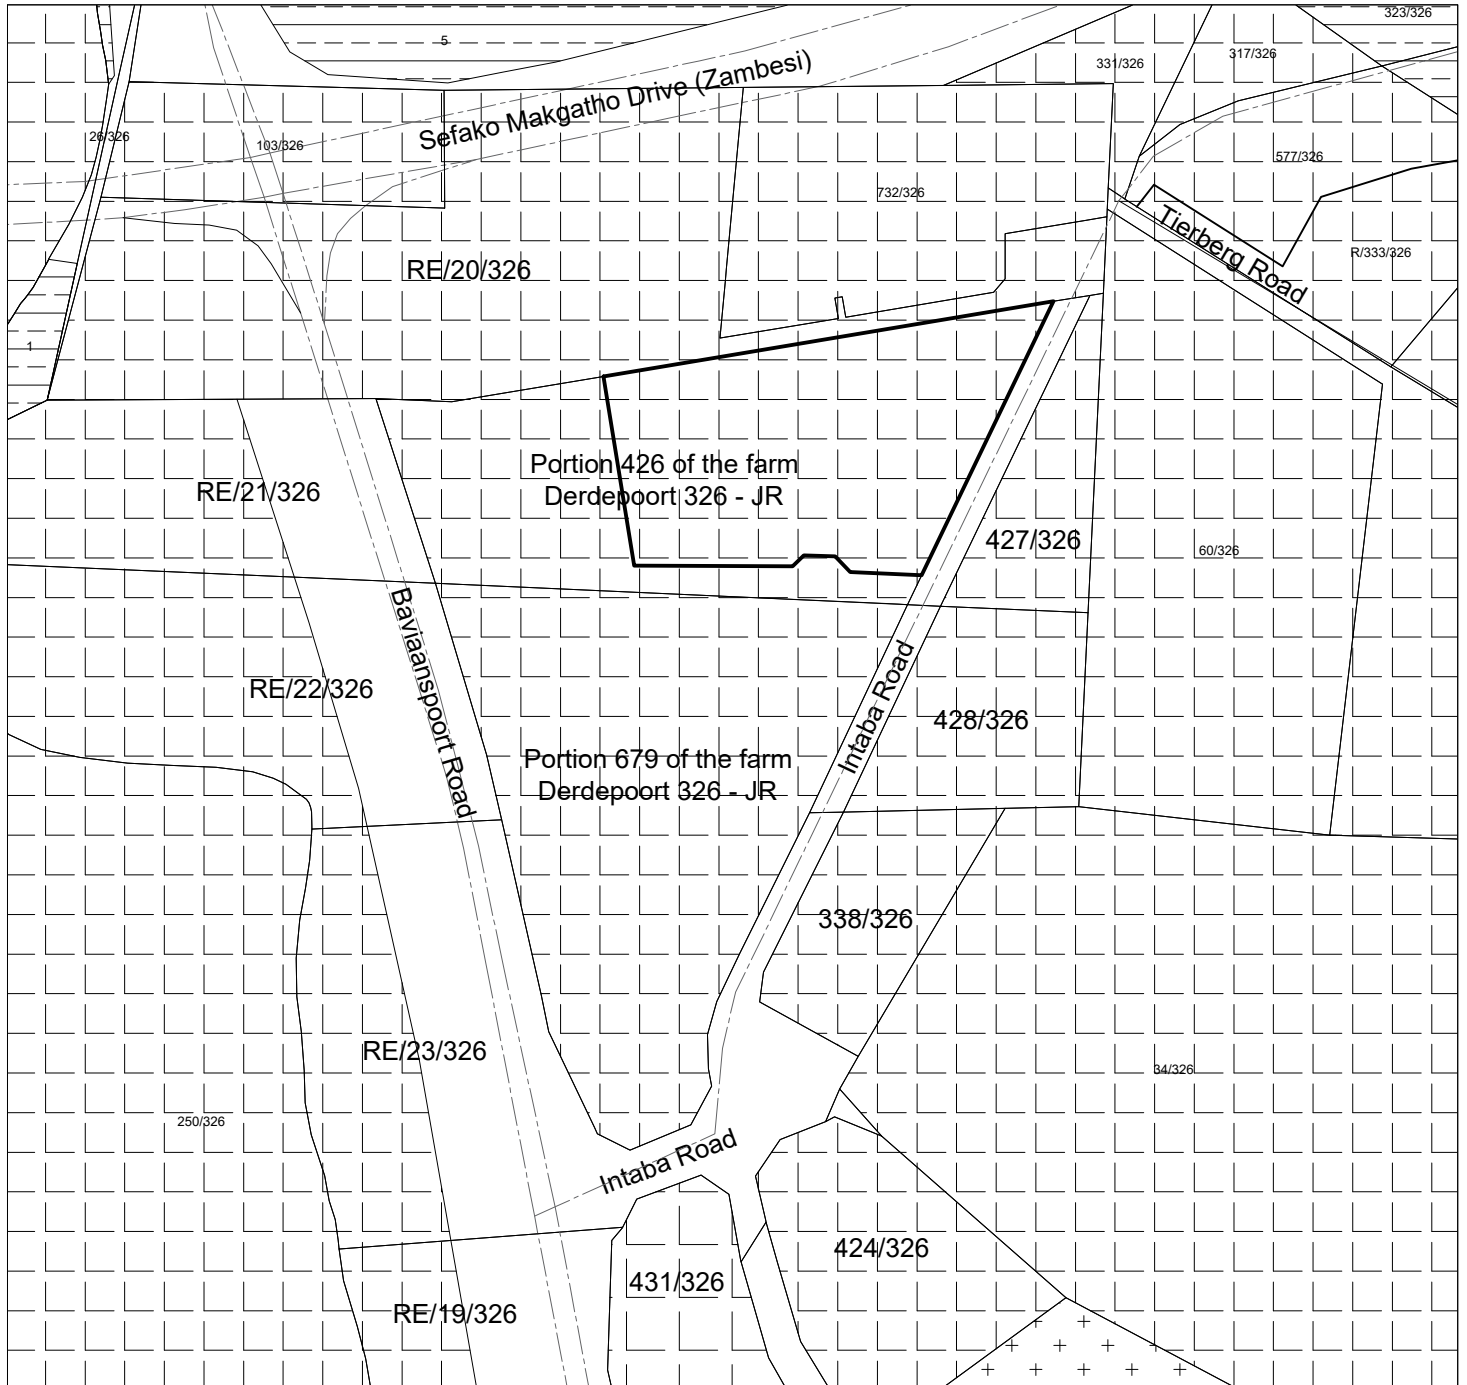 323/326
5
317/326
331/326
Sefako Makgatho Drive (Zambesi)
26/326
103/326
577/326
732/326
Tierberg Road
R/333/326
RE/20/326
1
Portion 426 of the farm
Derdepoort 326 - JR
RE/21/326
427/326
60/326
Baviaanspoort Road
RE/22/326
Intaba Road
428/326
Portion 679 of the farm
Derdepoort 326 - JR
338/326
RE/23/326
34/326
250/326
Intaba Road
424/326
431/326
RE/19/326